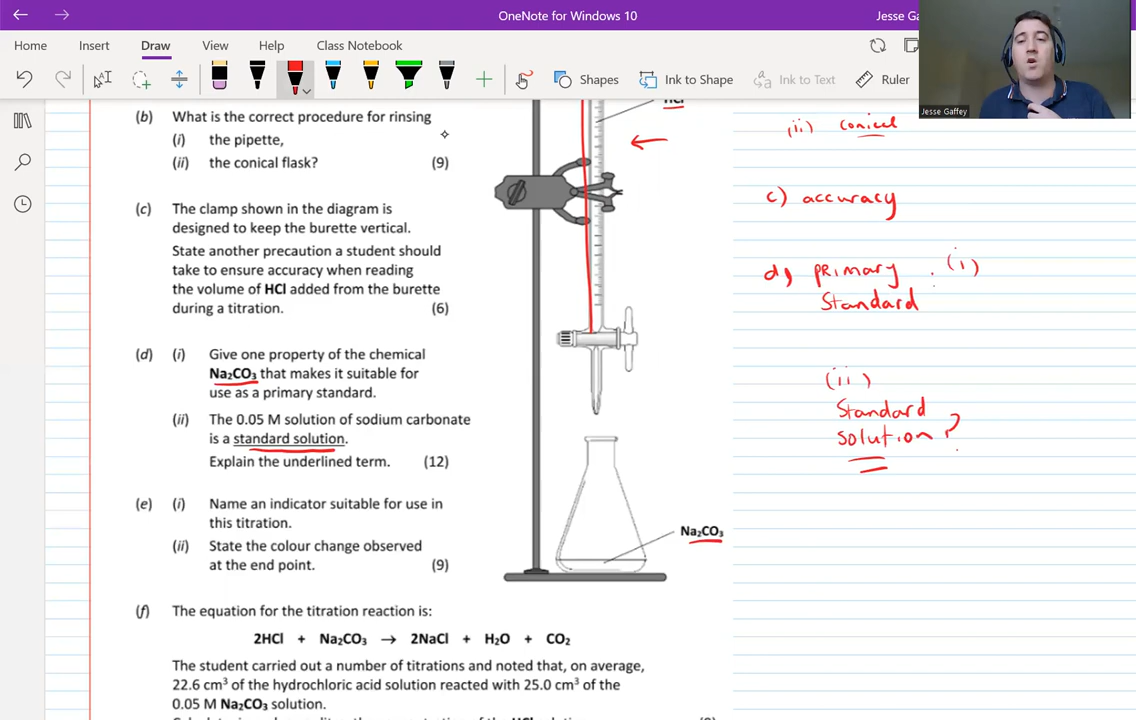 OneNote for Windows 10
Jesse Ga
Home Insert Draw View Help Class Notebook
Shapes Ink to Shape Ink to Text Ruler
Jesse Gaffey
(b) What is the correct procedure for rinsing
(i) the pipette,
(ii) the conical flask? (9)
(c) The clamp shown in the diagram is
designed to keep the burette vertical.
State another precaution a student should
take to ensure accuracy when reading
the volume of HCl added from the burette
during a titration. (6)
(d) (i) Give one property of the chemical
Na₂CO₃ that makes it suitable for
use as a primary standard.
(ii) The 0.05 M solution of sodium carbonate
is a standard solution.
Explain the underlined term. (12)
(e) (i) Name an indicator suitable for use in
this titration.
(ii) State the colour change observed
at the end point. (9)
(f) The equation for the titration reaction is:
2HCl + Na₂CO₃ → 2NaCl + H₂O + CO₂
The student carried out a number of titrations and noted that, on average,
22.6 cm³ of the hydrochloric acid solution reacted with 25.0 cm³ of the
0.05 M Na₂CO₃ solution.
HCl
Na₂CO₃
(ii) conical
c) accuracy
d) primary : (i)
Standard
(ii)
Standard
solution?